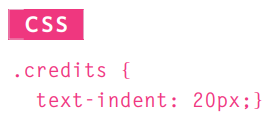 CSS
.credits {
  text-indent: 20px;}